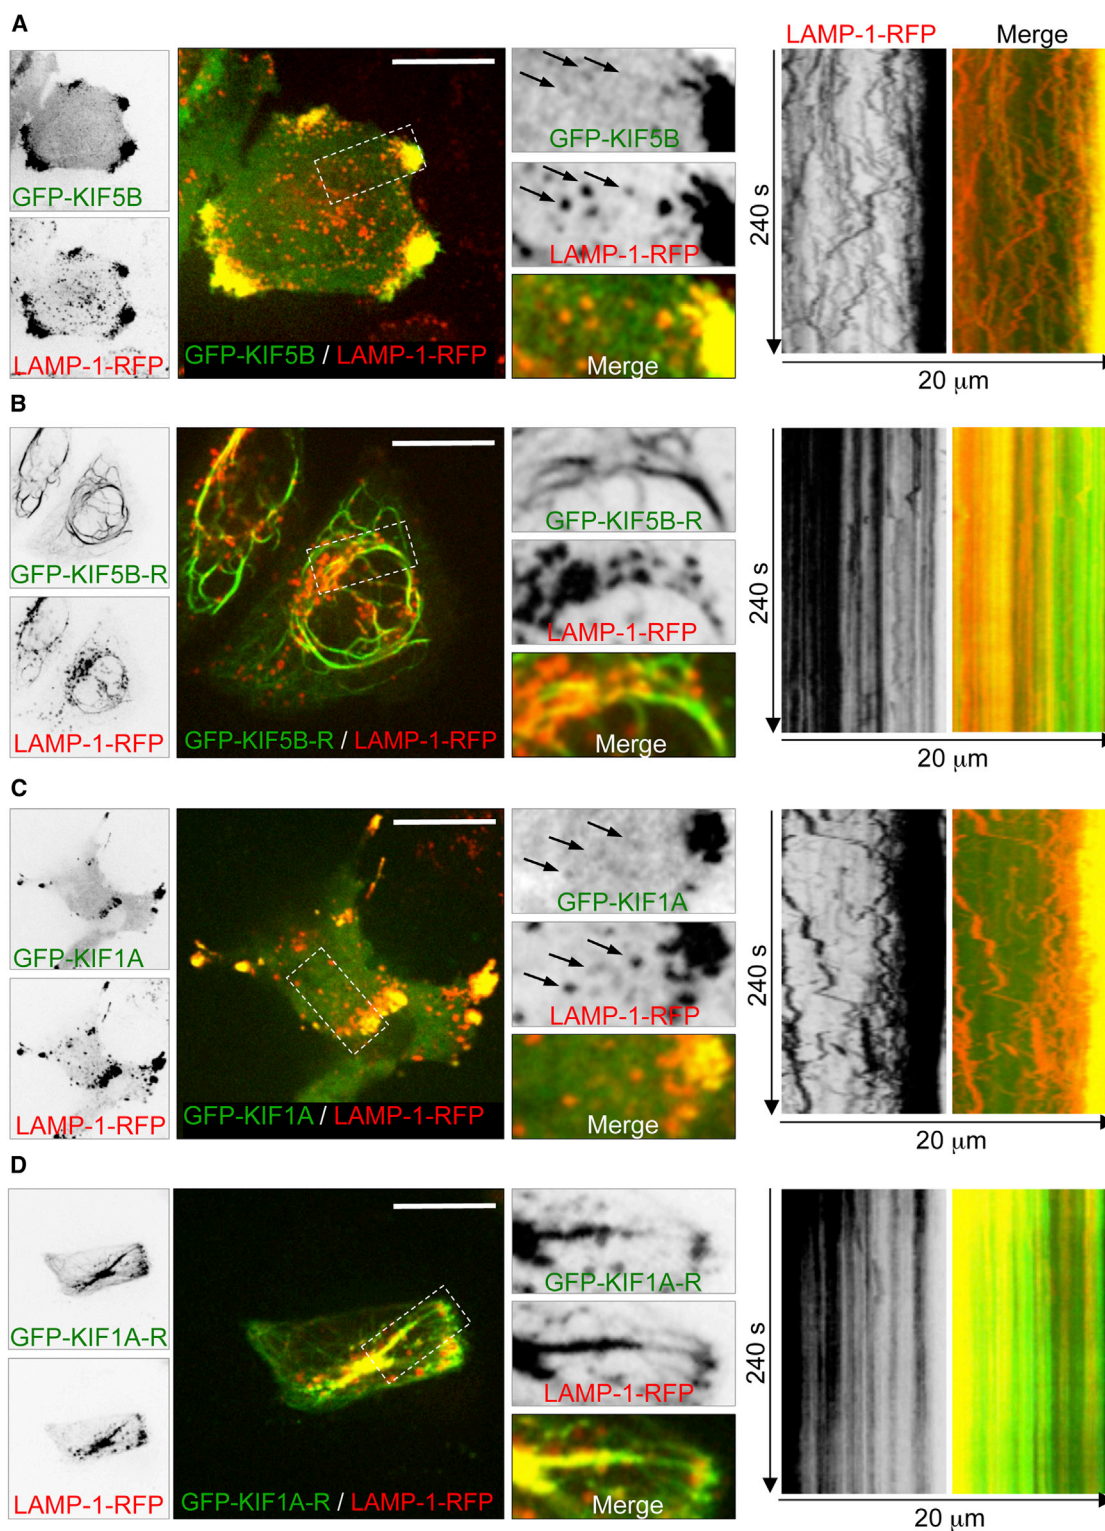 A
GFP-KIF5B
LAMP-1-RFP
GFP-KIF5B / LAMP-1-RFP
GFP-KIF5B
LAMP-1-RFP
Merge
LAMP-1-RFP
Merge
240 s
20 μm
B
GFP-KIF5B-R
LAMP-1-RFP
GFP-KIF5B-R / LAMP-1-RFP
GFP-KIF5B-R
LAMP-1-RFP
Merge
240 s
20 μm
C
GFP-KIF1A
LAMP-1-RFP
GFP-KIF1A / LAMP-1-RFP
GFP-KIF1A
LAMP-1-RFP
Merge
240 s
20 μm
D
GFP-KIF1A-R
LAMP-1-RFP
GFP-KIF1A-R / LAMP-1-RFP
GFP-KIF1A-R
LAMP-1-RFP
Merge
240 s
20 μm